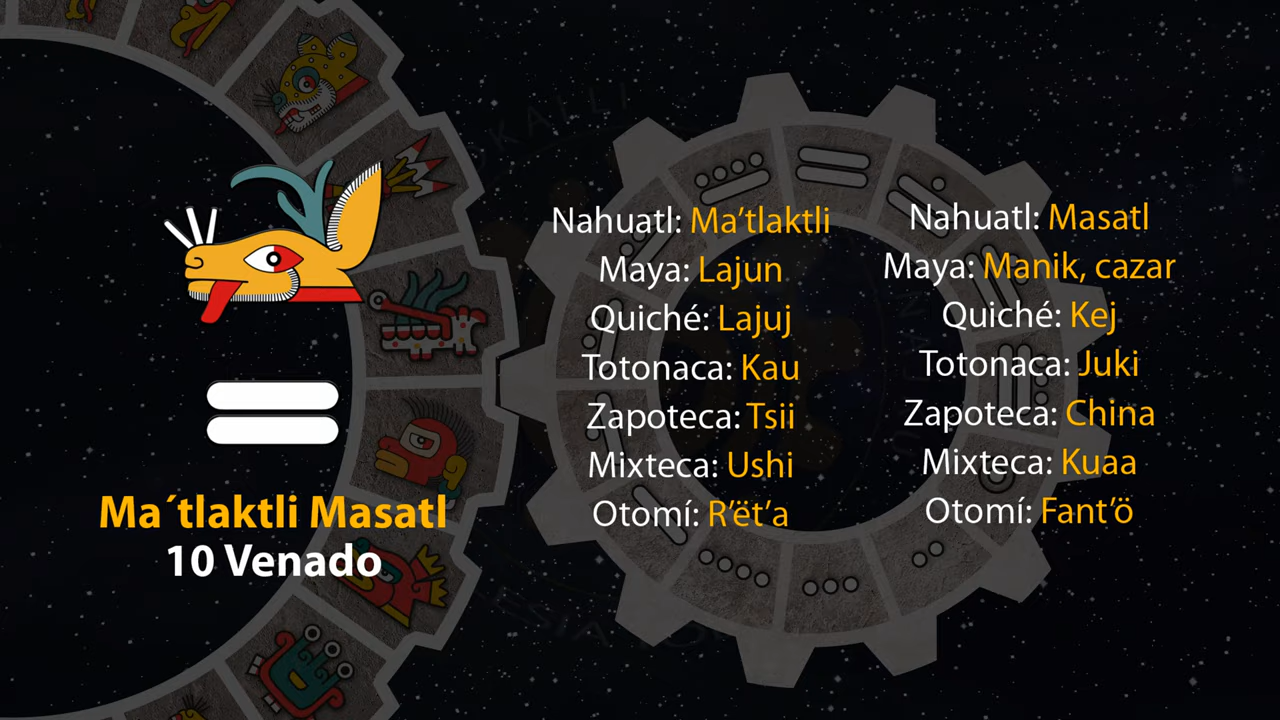 Ma´tlaktli Masatl
10 Venado
Nahuatl: Ma’tlaktli
Maya: Lajun
Quiché: Lajuj
Totonaca: Kau
Zapoteca: Tsii
Mixteca: Ushi
Otomí: R’ët’a
Nahuatl: Masatl
Maya: Manik, cazar
Quiché: Kej
Totonaca: Juki
Zapoteca: China
Mixteca: Kuaa
Otomí: Fant’ö